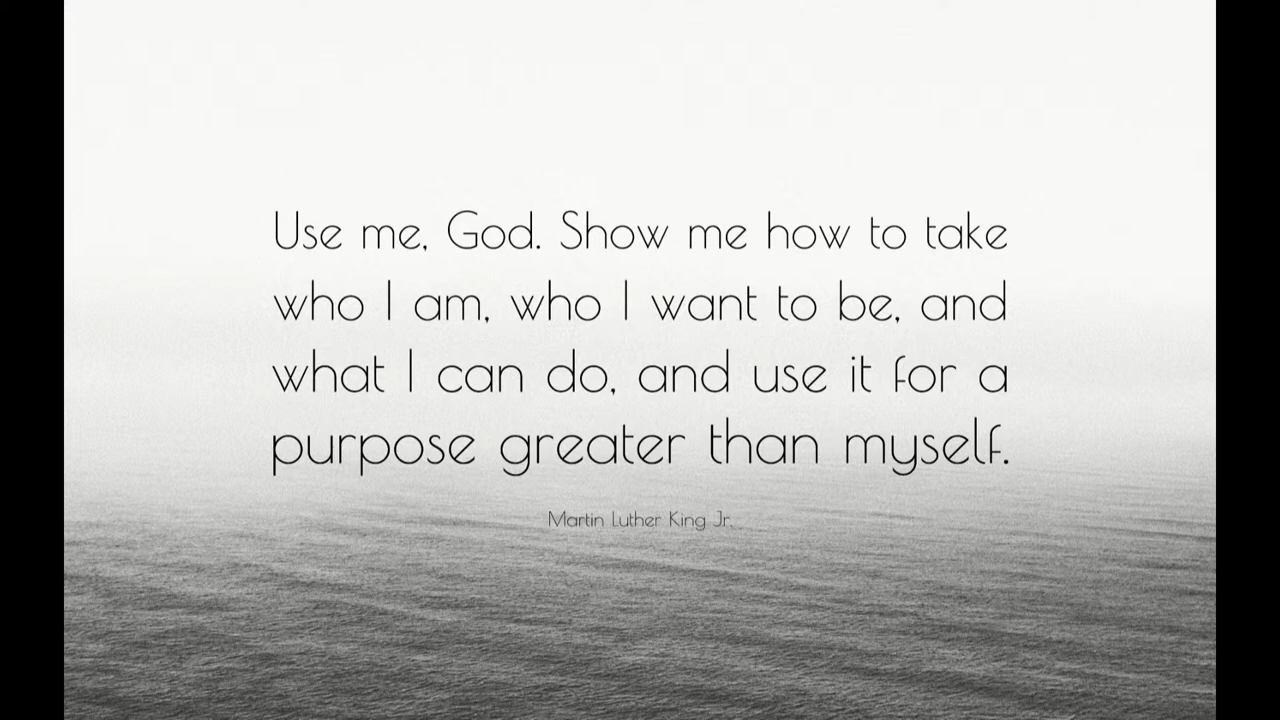 Use me, God. Show me how to take
who I am, who I want to be, and
what I can do, and use it for a
purpose greater than myself.
Martin Luther King Jr.